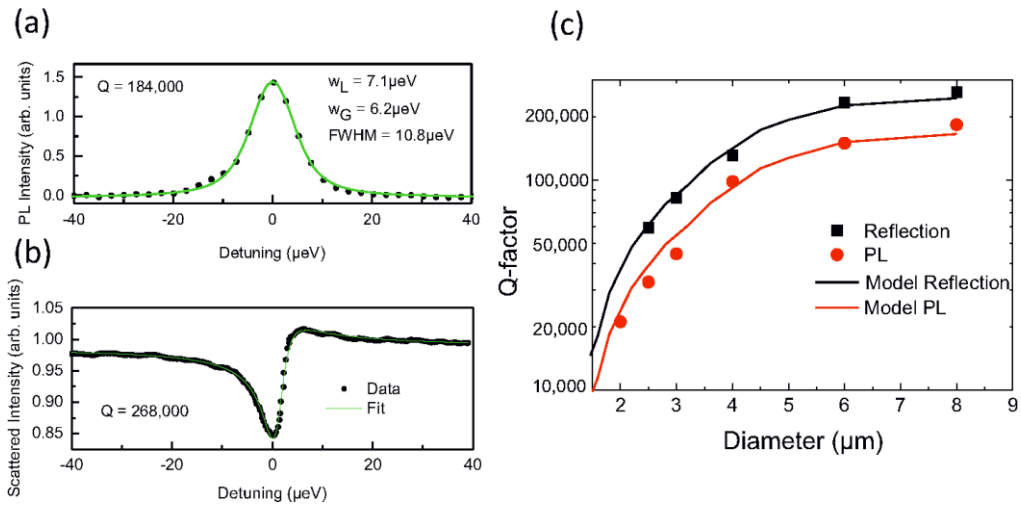 (a)
PL Intensity (arb. units)
1.5
1.0
0.5
0.0
Q = 184,000
w_L = 7.1µeV
w_G = 6.2µeV
FWHM = 10.8µeV
-40 -20 0 20 40
Detuning (µeV)
(b)
Scattered Intensity (arb. units)
1.05
1.00
0.95
0.90
0.85
Q = 268,000
Data
Fit
-40 -20 0 20 40
Detuning (µeV)
(c)
Q-factor
200,000
100,000
50,000
20,000
10,000
Reflection
PL
Model Reflection
Model PL
2 3 4 5 6 7 8 9
Diameter (µm)